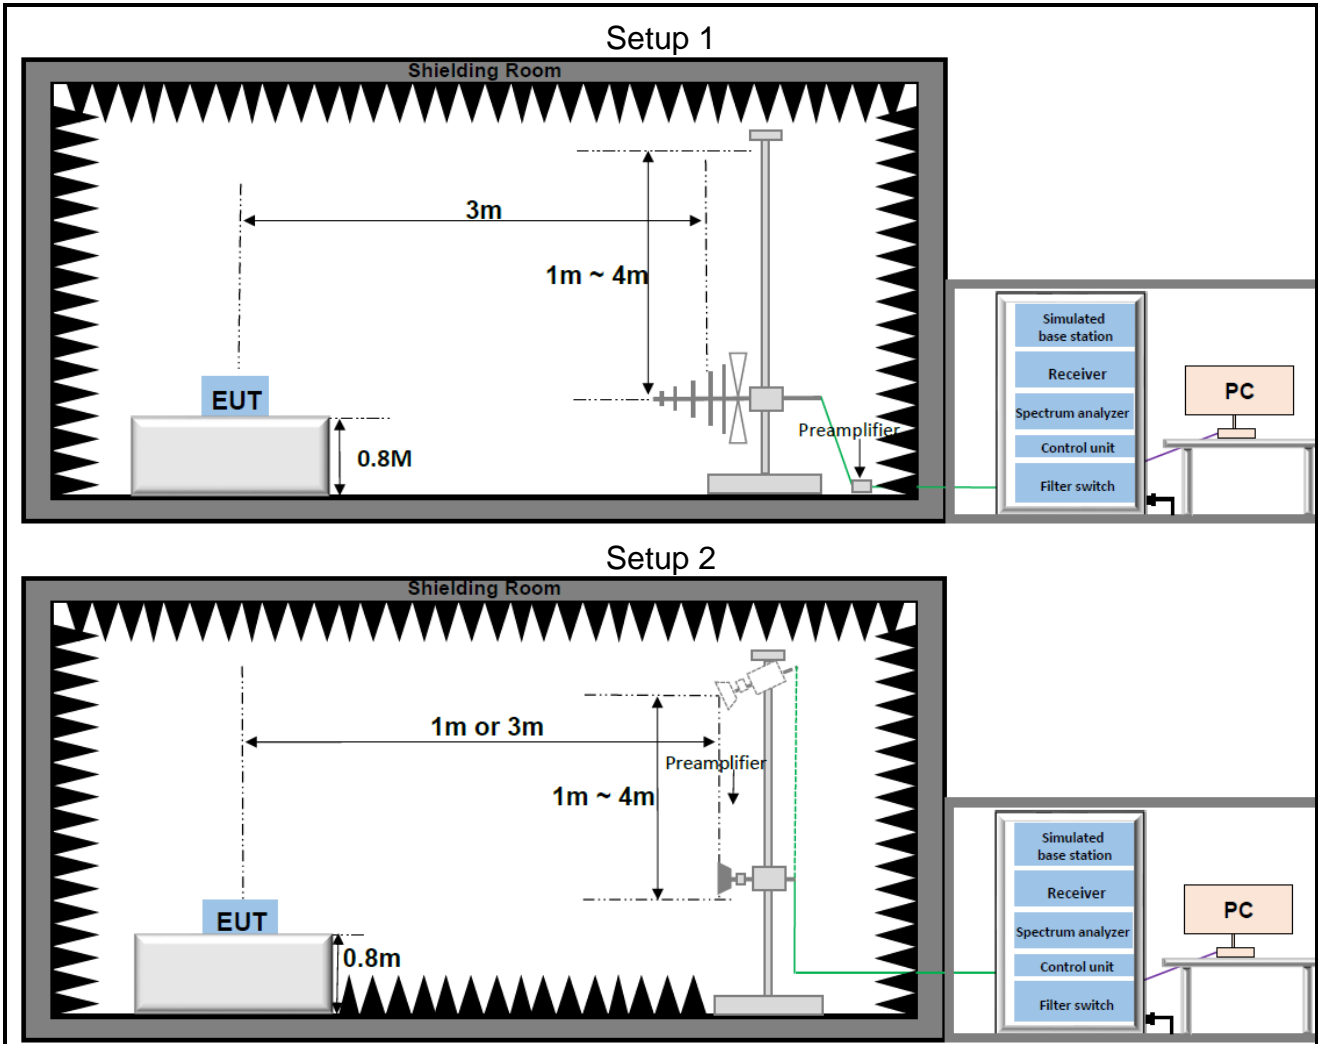 Setup 1
Shielding Room
3m
1m ~ 4m
EUT
0.8M
Preamplifier
Simulated
base station
Receiver
Spectrum analyzer
Control unit
Filter switch
PC
Setup 2
Shielding Room
1m or 3m
Preamplifier
1m ~ 4m
EUT
0.8m
Simulated
base station
Receiver
Spectrum analyzer
Control unit
Filter switch
PC